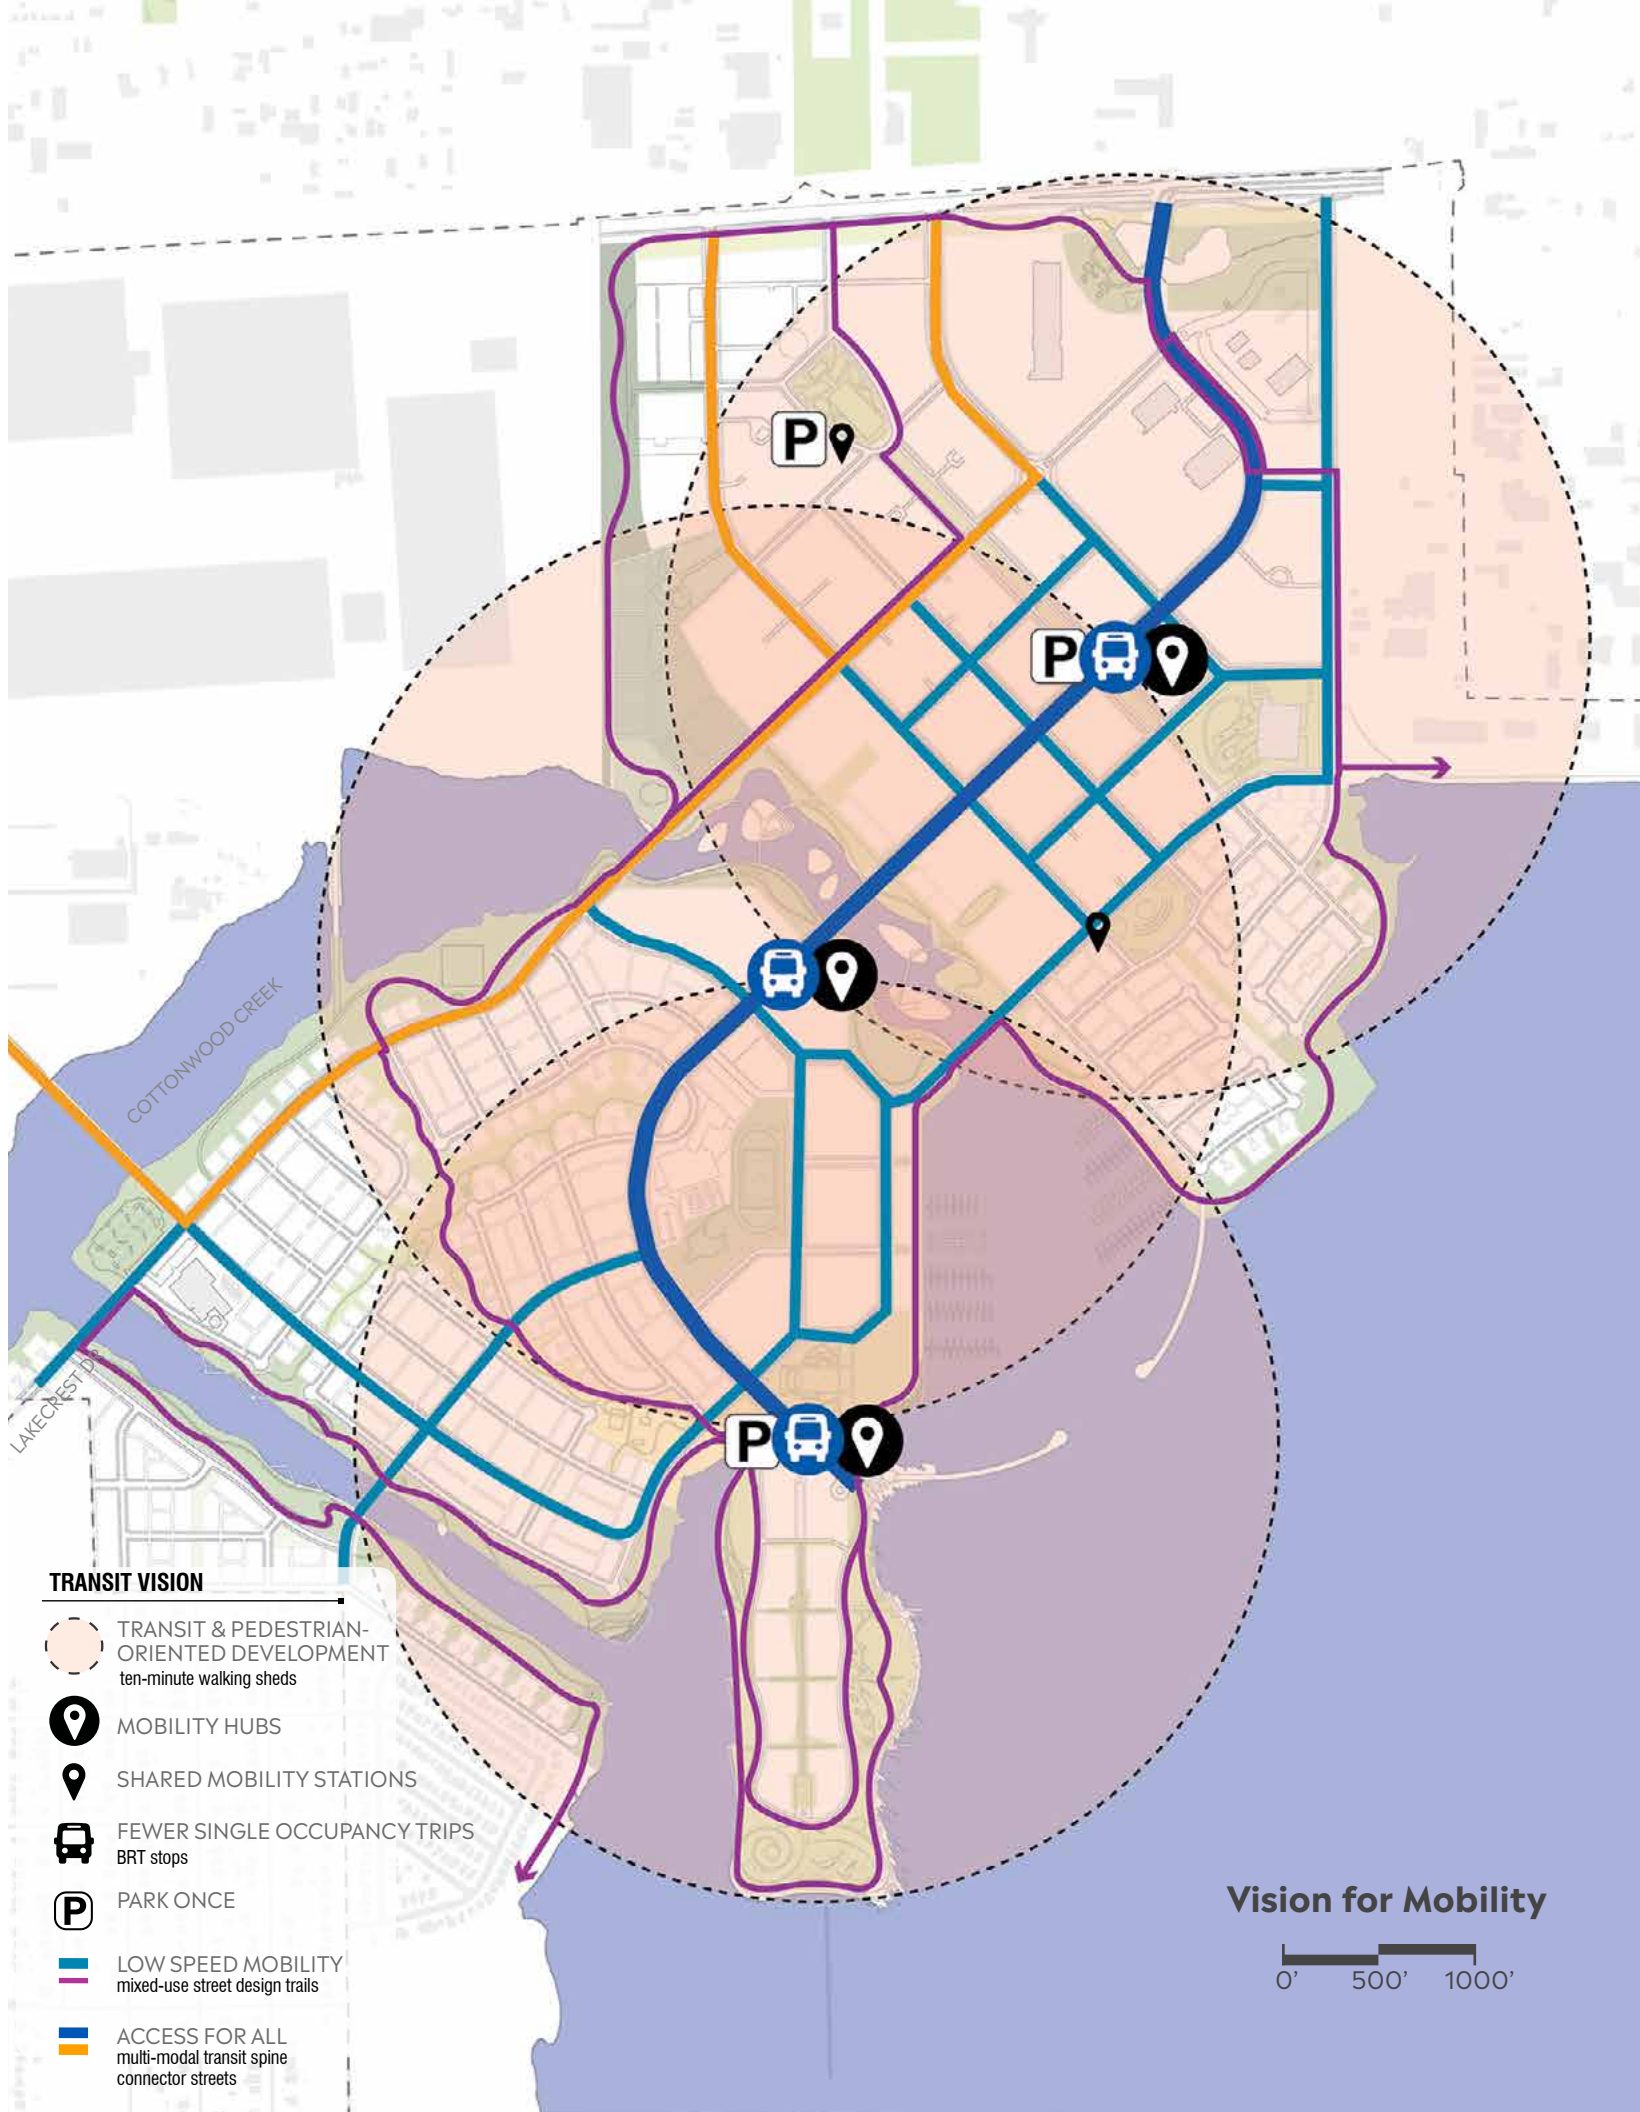 P
P
COTTONWOOD CREEK
LAKECREST DR
P
TRANSIT VISION
TRANSIT & PEDESTRIAN-
ORIENTED DEVELOPMENT
ten-minute walking sheds
MOBILITY HUBS
SHARED MOBILITY STATIONS
FEWER SINGLE OCCUPANCY TRIPS
BRT stops
P
PARK ONCE
LOW SPEED MOBILITY
mixed-use street design trails
ACCESS FOR ALL
multi-modal transit spine
connector streets
Vision for Mobility
0’ 500’ 1000’